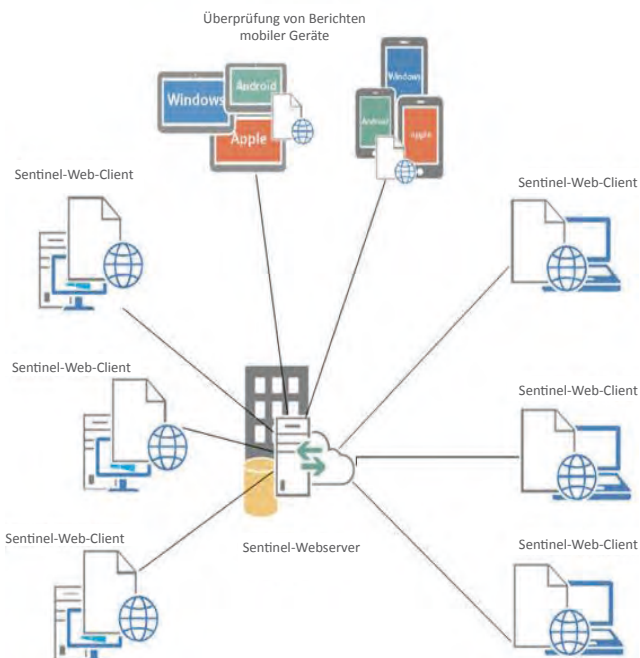 Überprüfung von Berichten
mobiler Geräte
Windows
Android
Apple
Windows
Android
apple
Sentinel-Web-Client
Sentinel-Web-Client
Sentinel-Web-Client
Sentinel-Web-Client
Sentinel-Web-Client
Sentinel-Webserver
Sentinel-Web-Client